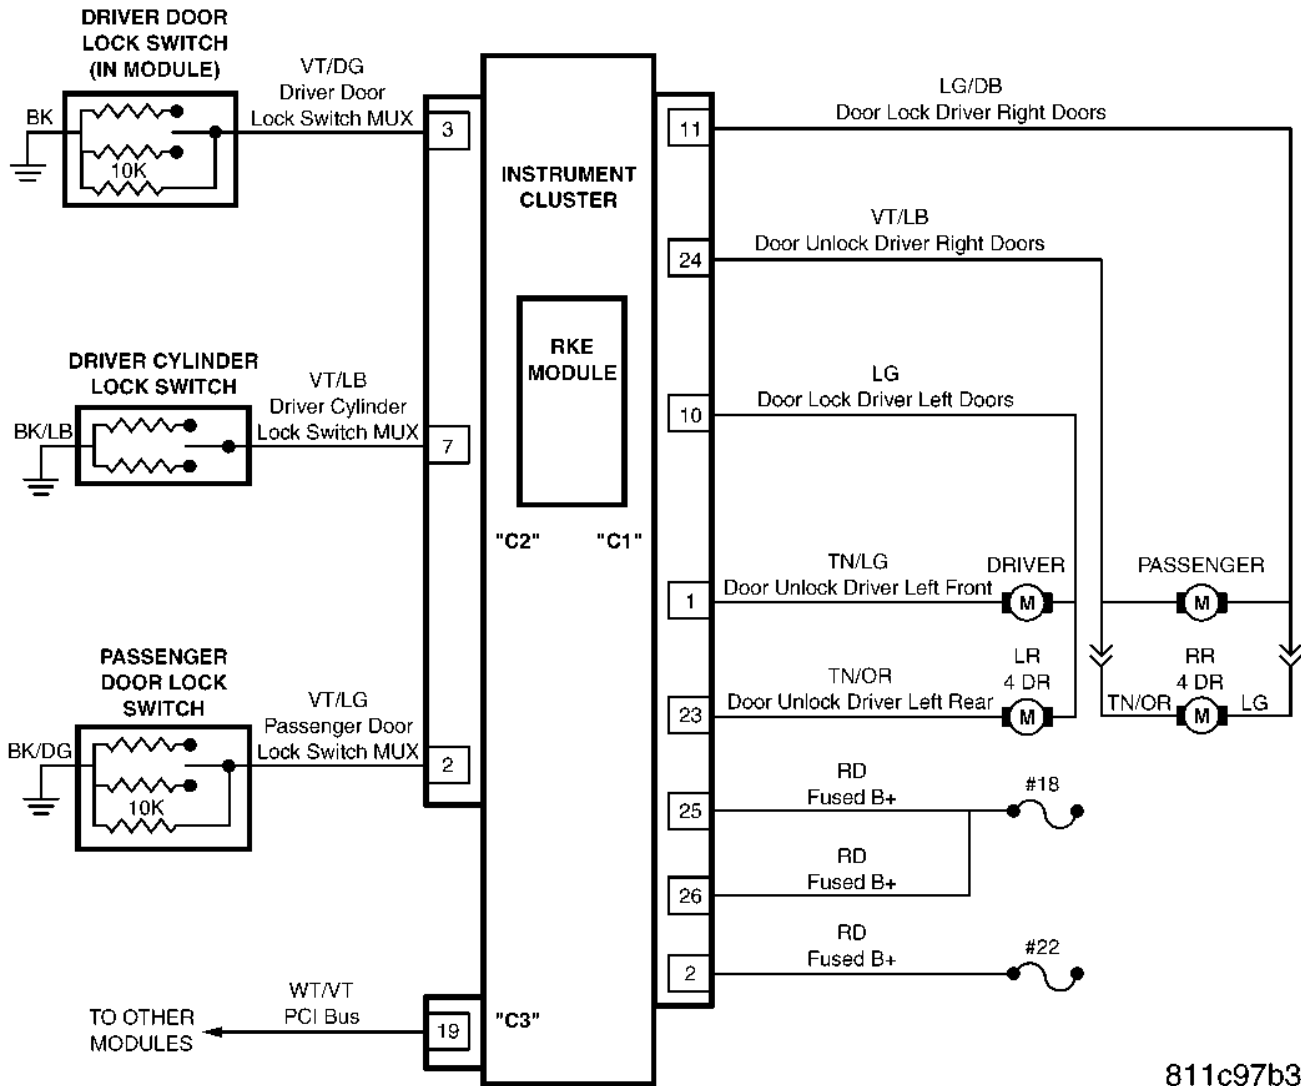 DRIVER DOOR
LOCK SWITCH
(IN MODULE)
BK
10K
VT/DG
Driver Door
Lock Switch MUX
3
DRIVER CYLINDER
LOCK SWITCH
BK/LB
VT/LB
Driver Cylinder
Lock Switch MUX
7
PASSENGER
DOOR LOCK
SWITCH
BK/DG
10K
VT/LG
Passenger Door
Lock Switch MUX
2
TO OTHER
MODULES
WT/VT
PCI Bus
19
INSTRUMENT
CLUSTER
RKE
MODULE
"C2"
"C1"
"C3"
11
LG/DB
Door Lock Driver Right Doors
24
VT/LB
Door Unlock Driver Right Doors
10
LG
Door Lock Driver Left Doors
1
TN/LG
Door Unlock Driver Left Front
DRIVER
M
PASSENGER
M
23
TN/OR
Door Unlock Driver Left Rear
LR
4 DR
M
TN/OR
RR
4 DR
M
LG
25
RD
Fused B+
#18
26
RD
Fused B+
2
RD
Fused B+
#22
811c97b3